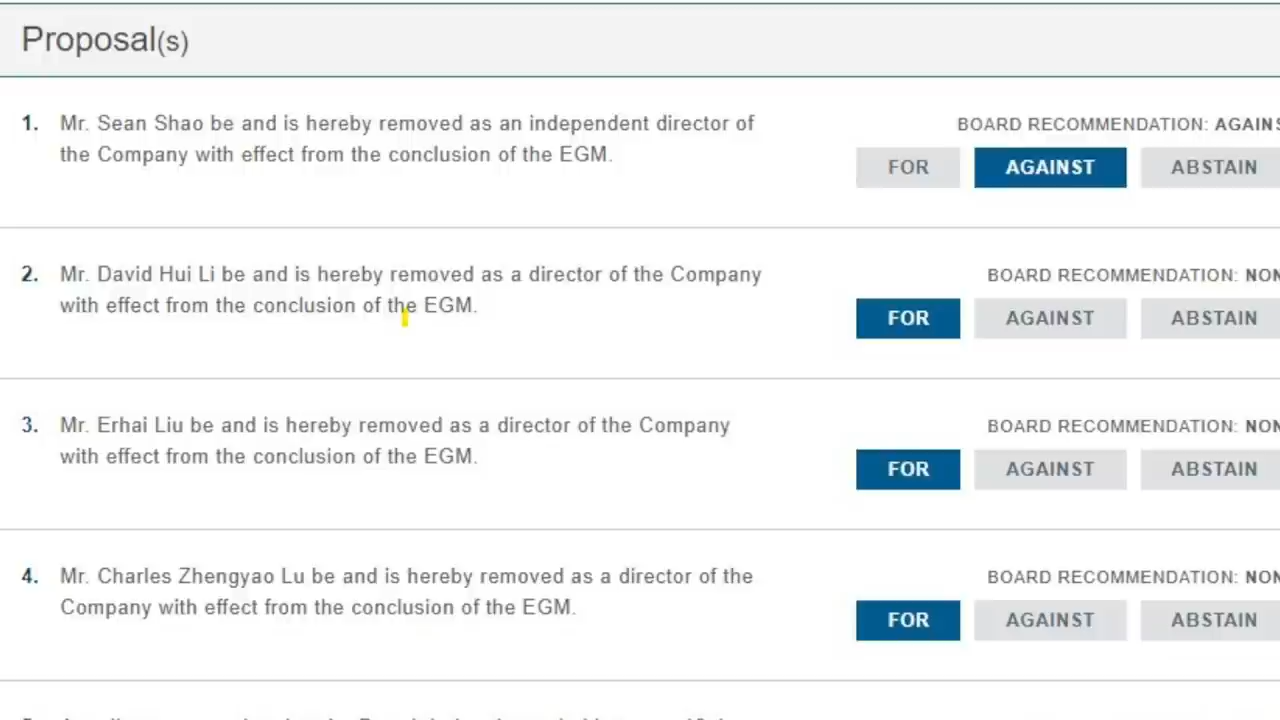 Proposal(s)
1. Mr. Sean Shao be and is hereby removed as an independent director of
the Company with effect from the conclusion of the EGM.
BOARD RECOMMENDATION: AGAINS
FOR AGAINST ABSTAIN
2. Mr. David Hui Li be and is hereby removed as a director of the Company
with effect from the conclusion of the EGM.
BOARD RECOMMENDATION: NON
FOR AGAINST ABSTAIN
3. Mr. Erhai Liu be and is hereby removed as a director of the Company
with effect from the conclusion of the EGM.
BOARD RECOMMENDATION: NON
FOR AGAINST ABSTAIN
4. Mr. Charles Zhengyao Lu be and is hereby removed as a director of the
Company with effect from the conclusion of the EGM.
BOARD RECOMMENDATION: NON
FOR AGAINST ABSTAIN